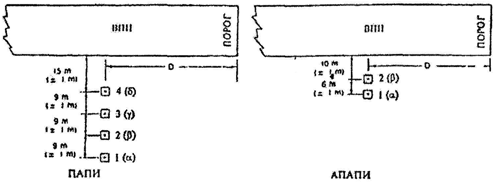 ВПП
ПОРОГ
D
15 m
(± 1 m)
4 (δ)
9 m
(± 1 m)
3 (γ)
9 m
(± 1 m)
2 (β)
9 m
(± 1 m)
1 (α)
ПАПИ
ВПП
ПОРОГ
D
10 m
(± 1 m)
2 (β)
6 m
(± 1 m)
1 (α)
АПАПИ